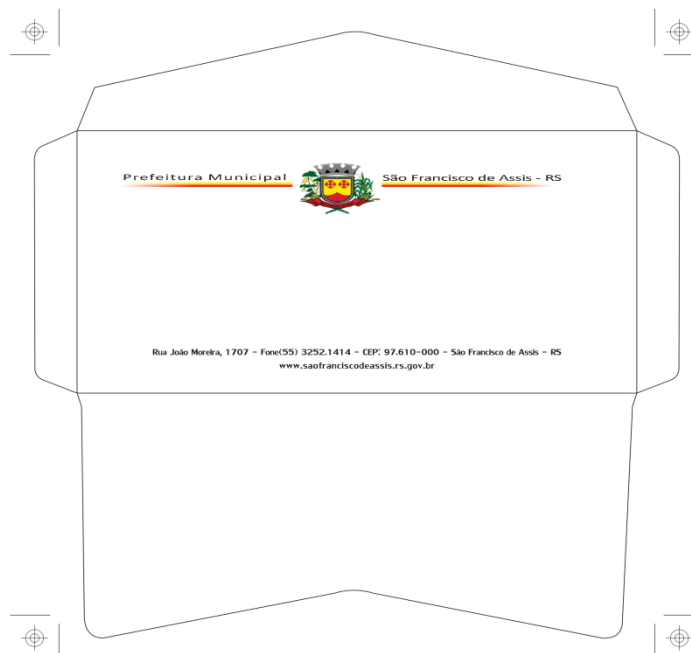 Prefeitura Municipal São Francisco de Assis - RS
Rua João Moreira, 1707 - Fone(55) 3252.1414 - CEP: 97.610-000 - São Francisco de Assis - RS
www.saofranciscodeassis.rs.gov.br